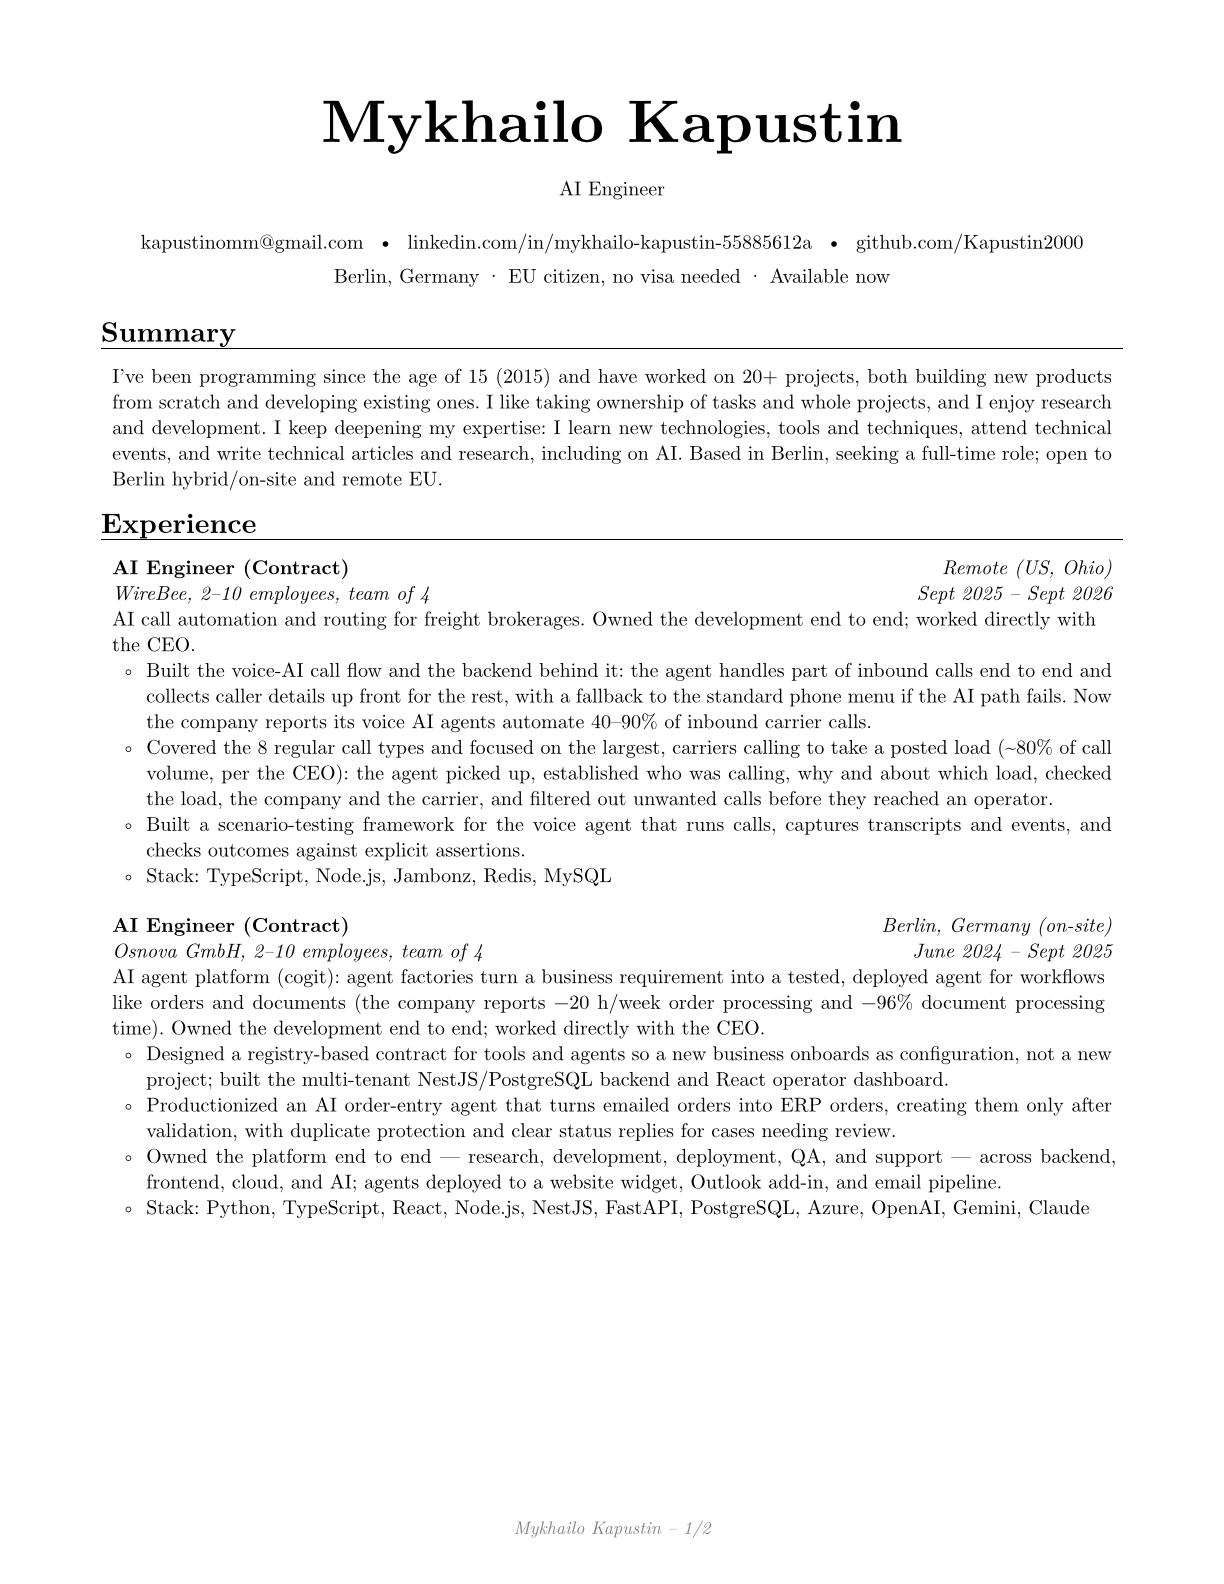 Mykhailo Kapustin
AI Engineer
kapustinomm@gmail.com • linkedin.com/in/mykhailo-kapustin-55885612a • github.com/Kapustin2000
Berlin, Germany · EU citizen, no visa needed · Available now
Summary
I've been programming since the age of 15 (2015) and have worked on 20+ projects, both building new products
from scratch and developing existing ones. I like taking ownership of tasks and whole projects, and I enjoy research
and development. I keep deepening my expertise: I learn new technologies, tools and techniques, attend technical
events, and write technical articles and research, including on AI. Based in Berlin, seeking a full-time role; open to
Berlin hybrid/on-site and remote EU.
Experience
AI Engineer (Contract) Remote (US, Ohio)
WireBee, 2–10 employees, team of 4 Sept 2025 – Sept 2026
AI call automation and routing for freight brokerages. Owned the development end to end; worked directly with
the CEO.
◦ Built the voice-AI call flow and the backend behind it: the agent handles part of inbound calls end to end and
collects caller details up front for the rest, with a fallback to the standard phone menu if the AI path fails. Now
the company reports its voice AI agents automate 40–90% of inbound carrier calls.
◦ Covered the 8 regular call types and focused on the largest, carriers calling to take a posted load (~80% of call
volume, per the CEO): the agent picked up, established who was calling, why and about which load, checked
the load, the company and the carrier, and filtered out unwanted calls before they reached an operator.
◦ Built a scenario-testing framework for the voice agent that runs calls, captures transcripts and events, and
checks outcomes against explicit assertions.
◦ Stack: TypeScript, Node.js, Jambonz, Redis, MySQL
AI Engineer (Contract) Berlin, Germany (on-site)
Osnova GmbH, 2–10 employees, team of 4 June 2024 – Sept 2025
AI agent platform (cogit): agent factories turn a business requirement into a tested, deployed agent for workflows
like orders and documents (the company reports −20 h/week order processing and −96% document processing
time). Owned the development end to end; worked directly with the CEO.
◦ Designed a registry-based contract for tools and agents so a new business onboards as configuration, not a new
project; built the multi-tenant NestJS/PostgreSQL backend and React operator dashboard.
◦ Productionized an AI order-entry agent that turns emailed orders into ERP orders, creating them only after
validation, with duplicate protection and clear status replies for cases needing review.
◦ Owned the platform end to end — research, development, deployment, QA, and support — across backend,
frontend, cloud, and AI; agents deployed to a website widget, Outlook add-in, and email pipeline.
◦ Stack: Python, TypeScript, React, Node.js, NestJS, FastAPI, PostgreSQL, Azure, OpenAI, Gemini, Claude
Mykhailo Kapustin – 1/2